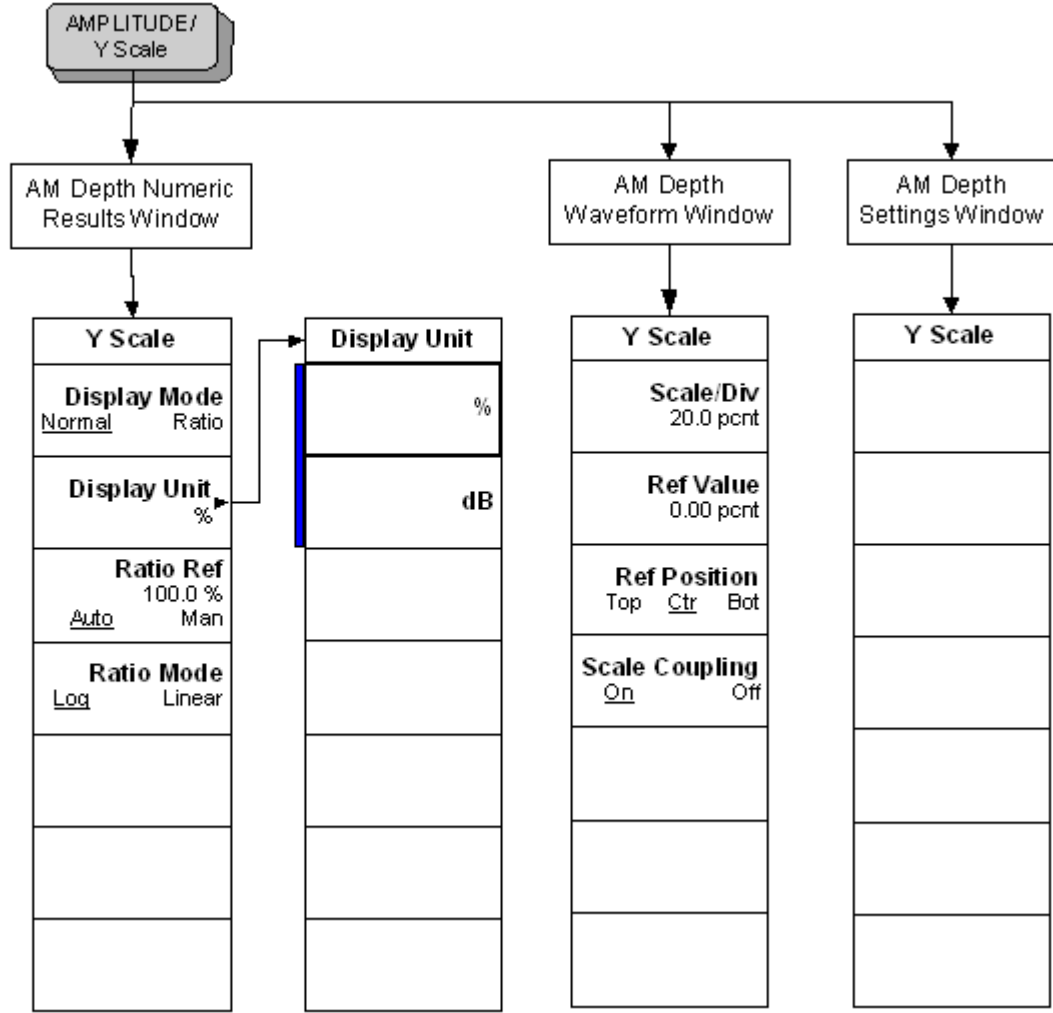 AMPLITUDE/
Y Scale
AM Depth Numeric
Results Window
AM Depth
Waveform Window
AM Depth
Settings Window
Y Scale
Display Mode
Normal Ratio
Display Unit
%
Ratio Ref
100.0 %
Auto Man
Ratio Mode
Log Linear
Display Unit
%
dB
Y Scale
Scale/Div
20.0 pcnt
Ref Value
0.00 pcnt
Ref Position
Top Ctr Bot
Scale Coupling
On Off
Y Scale